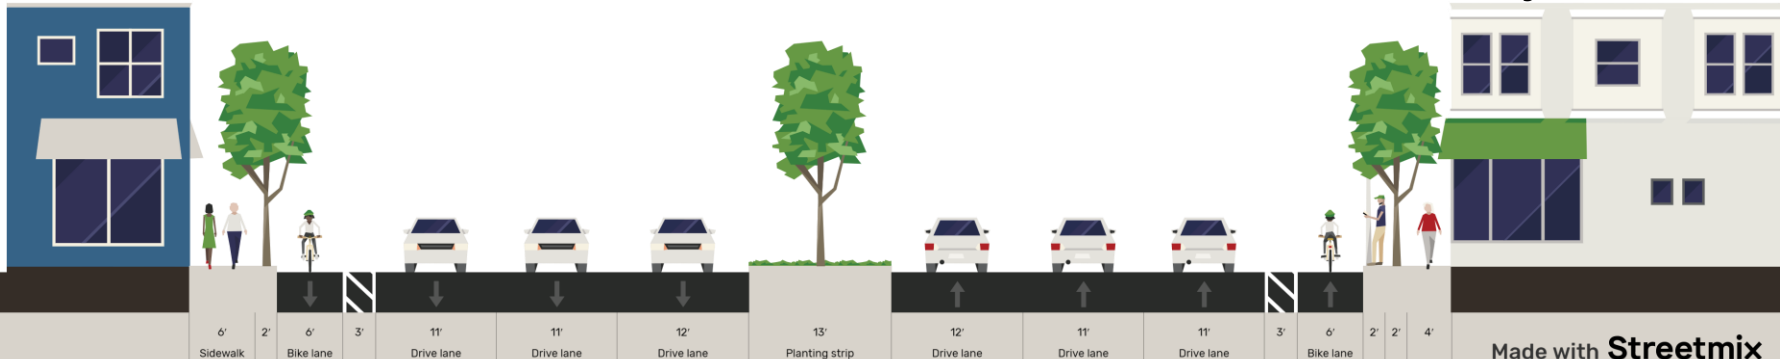 6' 2' 6' 3' 11' 11' 12' 13' 12' 11' 11' 3' 6' 2' 2' 4'
Sidewalk Bike lane Drive lane Drive lane Drive lane Planting strip Drive lane Drive lane Drive lane Bike lane
Made with Streetmix